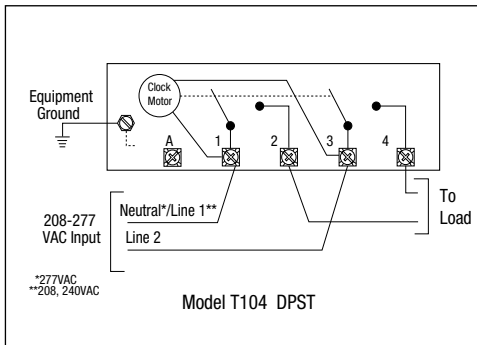 Clock
Motor
Equipment
Ground
A 1 2 3 4
Neutral*/Line 1**
To
Load
208-277
VAC Input
Line 2
*277VAC
**208, 240VAC
Model T104 DPST